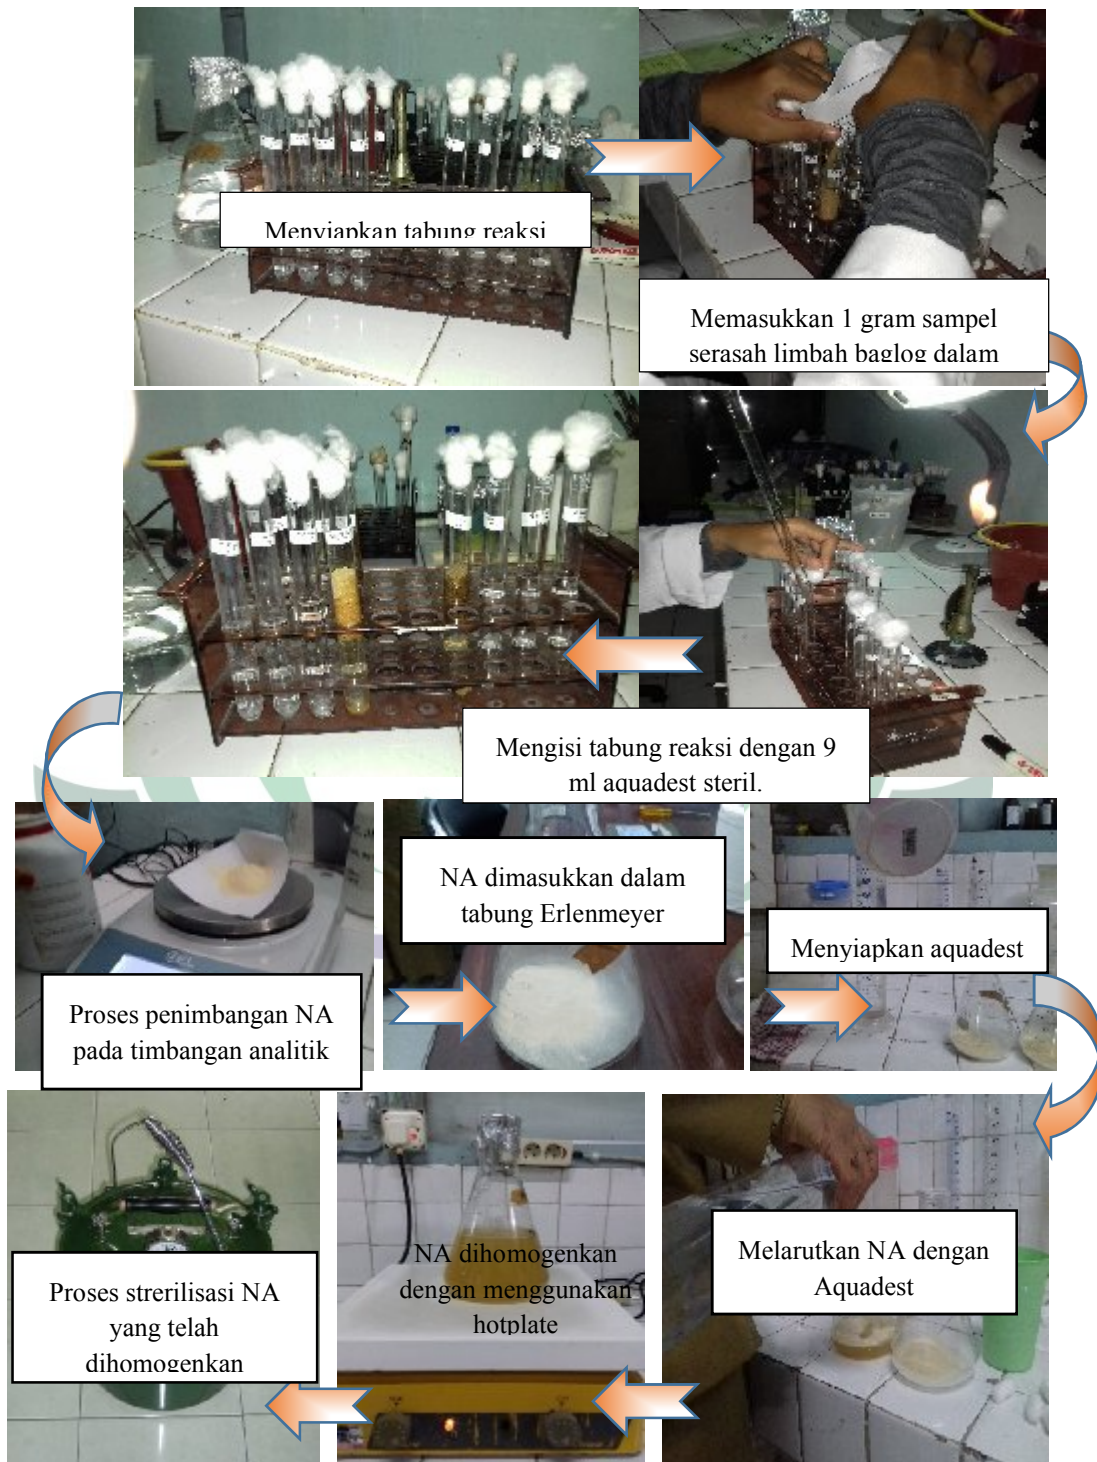 Menyiapkan tabung reaksi
Memasukkan 1 gram sampel
serasah limbah baglog dalam
Mengisi tabung reaksi dengan 9
ml aquadest steril.
Proses penimbangan NA
pada timbangan analitik
NA dimasukkan dalam
tabung Erlenmeyer
Menyiapkan aquadest
Melarutkan NA dengan
Aquadest
NA dihomogenkan
dengan menggunakan
hotplate
Proses strerilisasi NA
yang telah
dihomogenkan